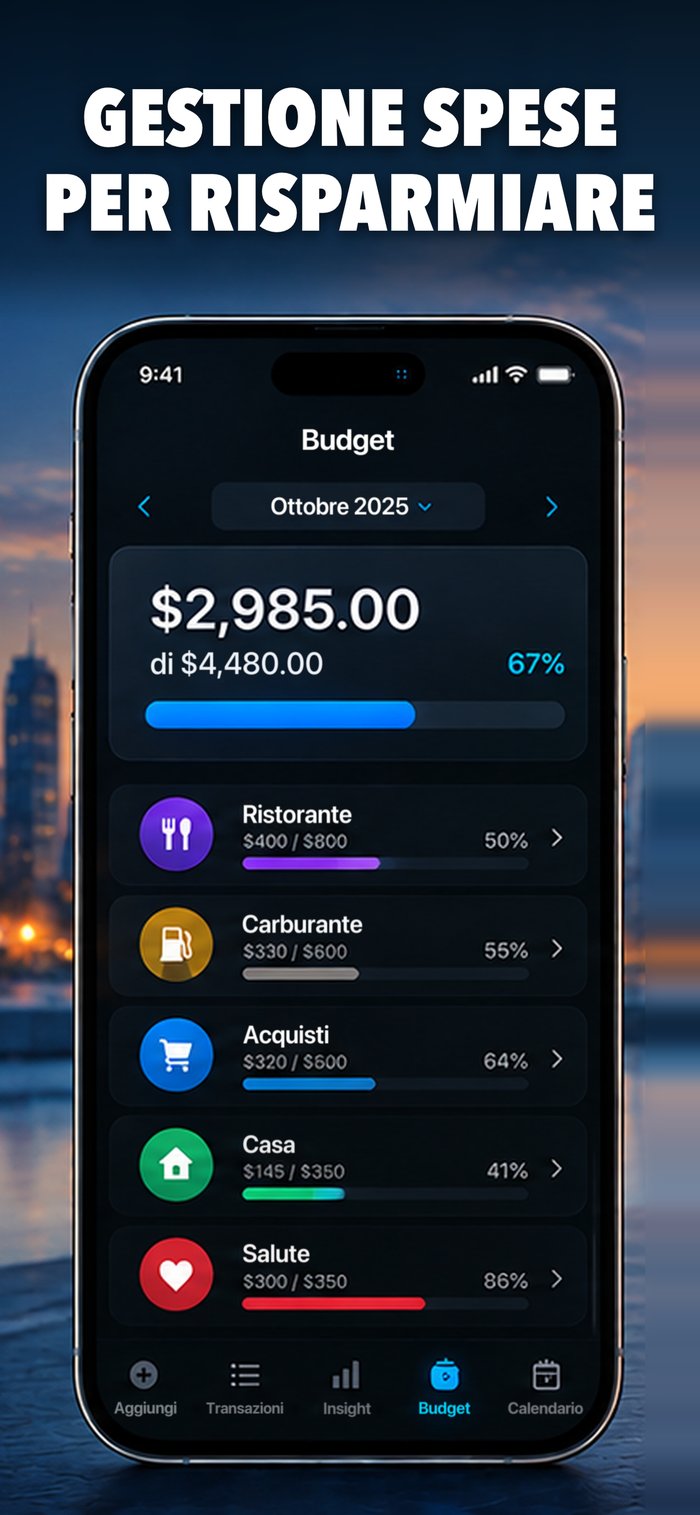 GESTIONE SPESE
PER RISPARMIARE
9:41
Budget
Ottobre 2025
$2,985.00
di $4,480.00
67%
Ristorante
$400 / $800
50%
Carburante
$330 / $600
55%
Acquisti
$320 / $600
64%
Casa
$145 / $350
41%
Salute
$300 / $350
86%
Aggiungi
Transazioni
Insight
Budget
Calendario